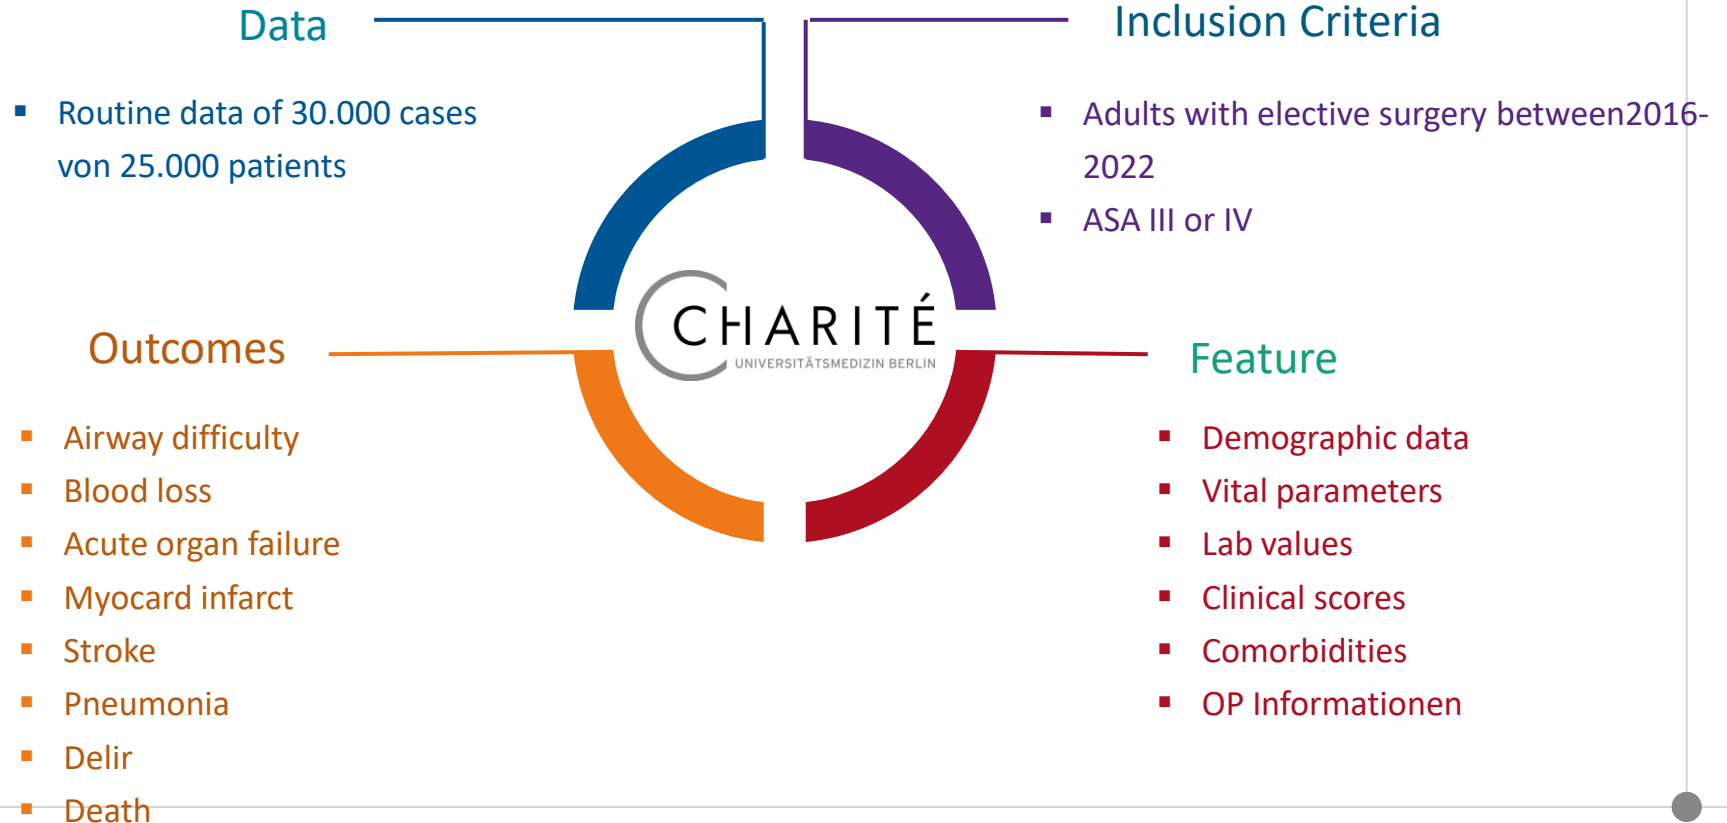 Data
Routine data of 30.000 cases
von 25.000 patients
Inclusion Criteria
Adults with elective surgery between2016-
2022
ASA III or IV
CHARITÉ
UNIVERSITÄTSMEDIZIN BERLIN
Outcomes
Airway difficulty
Blood loss
Acute organ failure
Myocard infarct
Stroke
Pneumonia
Delir
Death
Feature
Demographic data
Vital parameters
Lab values
Clinical scores
Comorbidities
OP Informationen